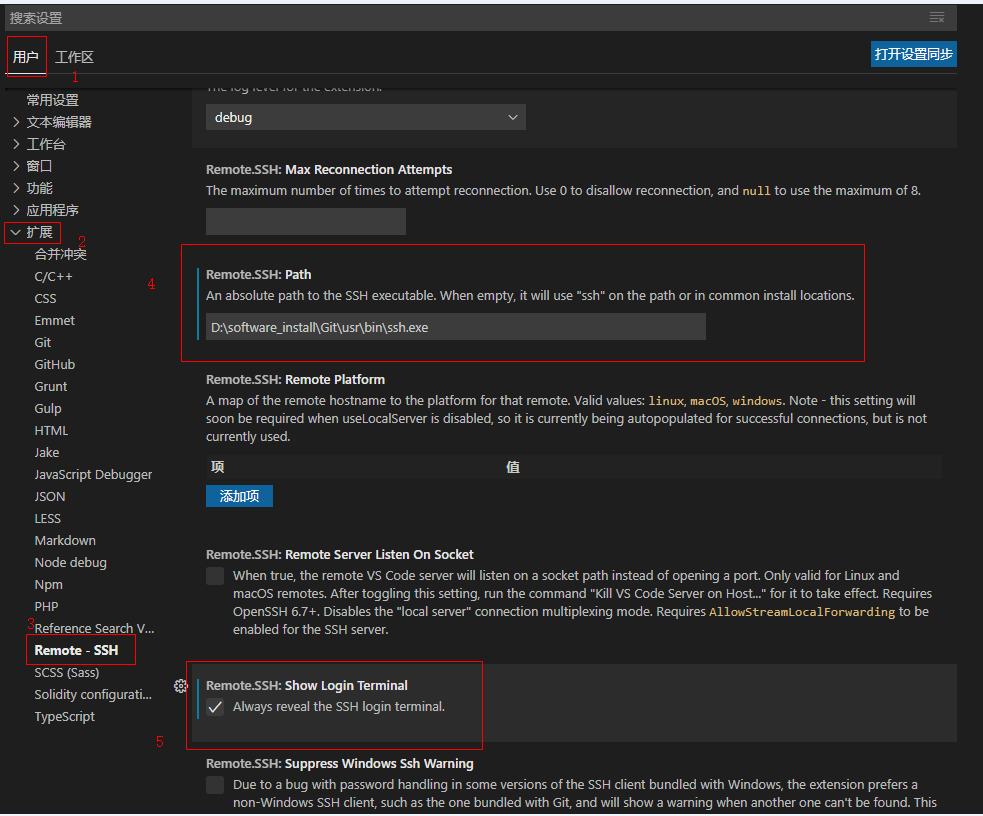 搜索设置
用户
工作区
打开设置同步
1
常用设置
文本编辑器
工作台
窗口
功能
应用程序
扩展
2
合并冲突
C/C++
CSS
Emmet
Git
GitHub
Grunt
Gulp
HTML
Jake
JavaScript Debugger
JSON
LESS
Markdown
Node debug
Npm
PHP
3
Reference Search V...
Remote - SSH
SCSS (Sass)
Solidity configurati...
TypeScript
The log level for the extension.
debug
Remote.SSH: Max Reconnection Attempts
The maximum number of times to attempt reconnection. Use 0 to disallow reconnection, and null to use the maximum of 8.
4
Remote.SSH: Path
An absolute path to the SSH executable. When empty, it will use "ssh" on the path or in common install locations.
D:\software_install\Git\usr\bin\ssh.exe
Remote.SSH: Remote Platform
A map of the remote hostname to the platform for that remote. Valid values: linux, macOS, windows. Note - this setting will
soon be required when useLocalServer is disabled, so it is currently being autopopulated for successful connections, but is not
currently used.
项
值
添加项
Remote.SSH: Remote Server Listen On Socket
When true, the remote VS Code server will listen on a socket path instead of opening a port. Only valid for Linux and
macOS remotes. After toggling this setting, run the command "Kill VS Code Server on Host..." for it to take effect. Requires
OpenSSH 6.7+. Disables the "local server" connection multiplexing mode. Requires AllowStreamLocalForwarding to be
enabled for the SSH server.
Remote.SSH: Show Login Terminal
Always reveal the SSH login terminal.
5
Remote.SSH: Suppress Windows Ssh Warning
Due to a bug with password handling in some versions of the SSH client bundled with Windows, the extension prefers a
non-Windows SSH client, such as the one bundled with Git, and will show a warning when another one can't be found. This